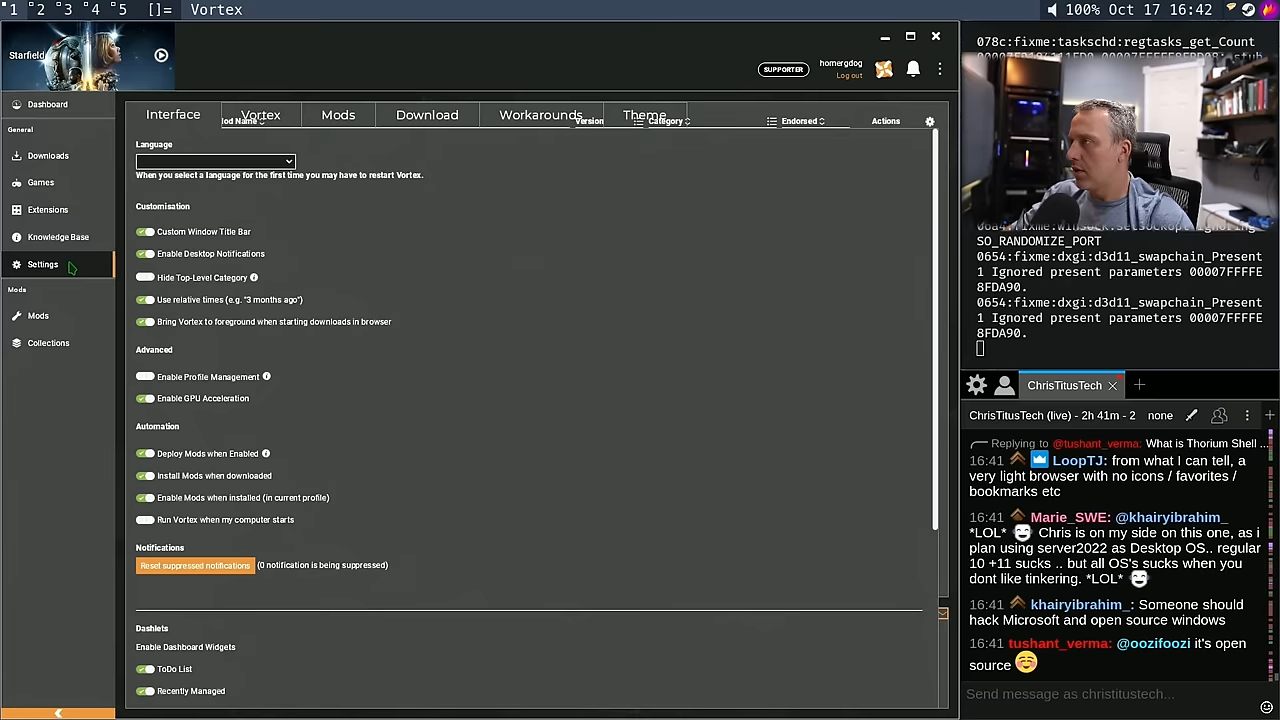 1 2 3 4 5 []= Vortex
100% Oct 17 16:42
Starfield
SUPPORTER
homergdog
Log out
Dashboard
General
Downloads
Games
Extensions
Knowledge Base
Settings
Mods
Mods
Collections
Interface Vortex Mods Download Workarounds Theme
od Name Version Category Endorsed Actions
Language
When you select a language for the first time you may have to restart Vortex.
Customisation
Custom Window Title Bar
Enable Desktop Notifications
Hide Top-Level Category
Use relative times (e.g. "3 months ago")
Bring Vortex to foreground when starting downloads in browser
Advanced
Enable Profile Management
Enable GPU Acceleration
Automation
Deploy Mods when Enabled
Install Mods when downloaded
Enable Mods when installed (in current profile)
Run Vortex when my computer starts
Notifications
Reset suppressed notifications (0 notification is being suppressed)
Dashlets
Enable Dashboard Widgets
ToDo List
Recently Managed
078c:fixme:taskschd:regtasks_get_Count
SO_RANDOMIZE_PORT
0654:fixme:dxgi:d3d11_swapchain_Present
1 Ignored present parameters 00007FFFFE
8FDA90.
0654:fixme:dxgi:d3d11_swapchain_Present
1 Ignored present parameters 00007FFFFE
8FDA90.
ChrisTitusTech
ChrisTitusTech (live) - 2h 41m - 2 none
Replying to @tushant_verma: What is Thorium Shell ...
16:41 LoopTJ: from what I can tell, a
very light browser with no icons / favorites /
bookmarks etc
16:41 Marie_SWE: @khairyibrahim_
*LOL* Chris is on my side on this one, as i
plan using server2022 as Desktop OS.. regular
10 +11 sucks .. but all OS's sucks when you
dont like tinkering. *LOL*
16:41 khairyibrahim_: Someone should
hack Microsoft and open source windows
16:41 tushant_verma: @oozifoozi it's open
source
Send message as christitustech...